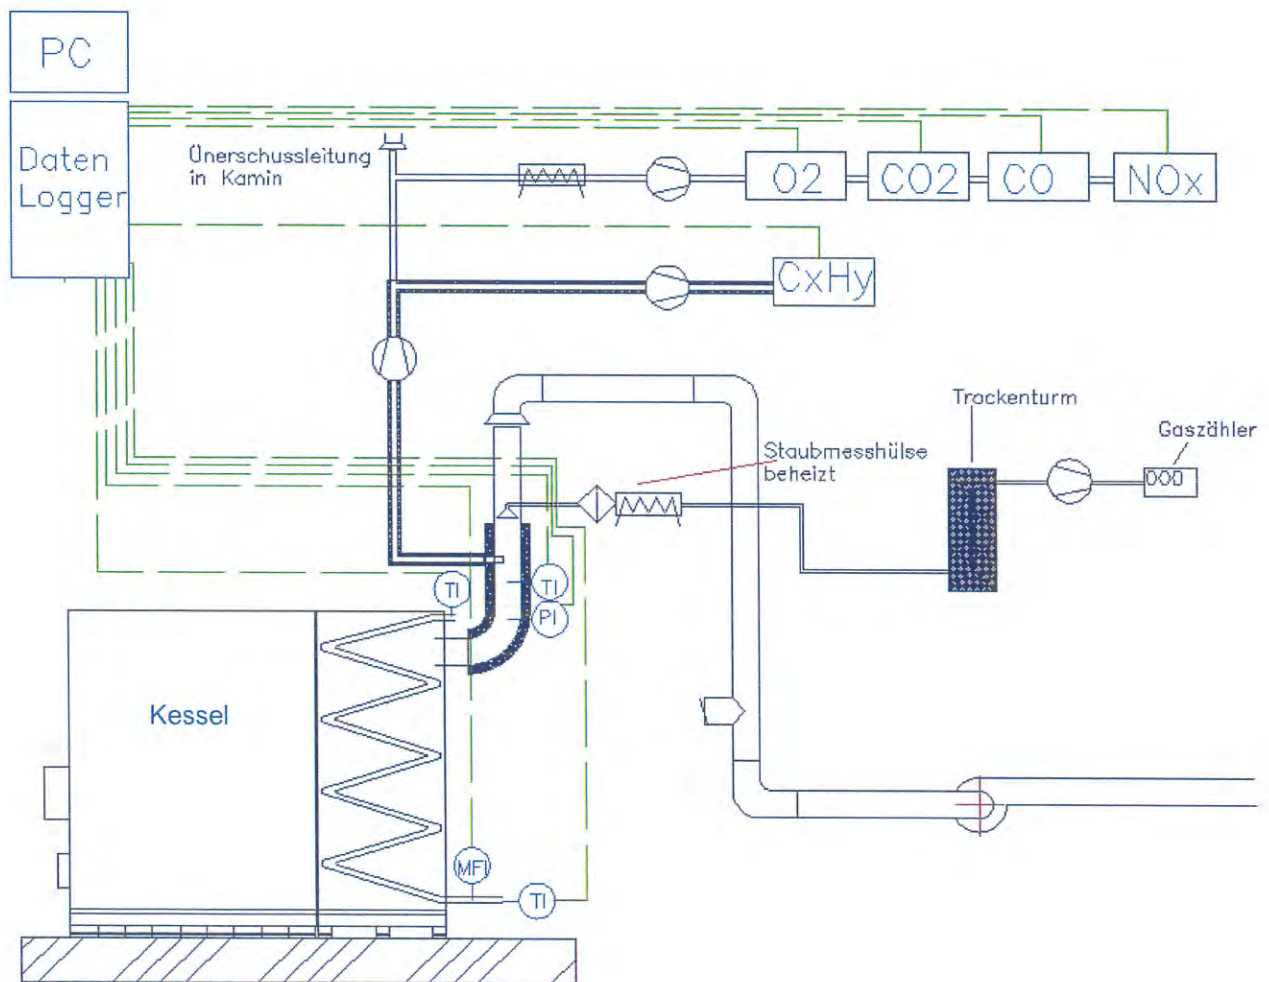 PC
Daten
Logger
Ünerschussleitung
in Kamin
O2
CO2
CO
NOx
CxHy
Trockenturm
Gaszähler
000
Staubmesshülse
beheizt
TI
TI
PI
Kessel
MFI
TI